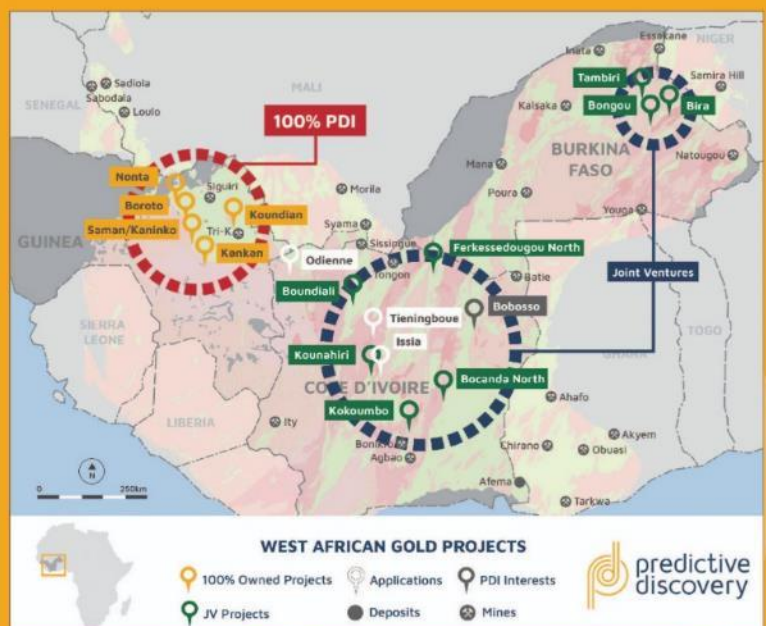 NIGER
Essakane
Inata
Tambiri
Samira Hill
Sadiola
Sabodala
Loulo
SENEGAL
MALI
Kalsaka
Bongou
Bira
100% PDI
BURKINA
FASO
Mana
Natougou
Nonta
Siguiri
Morila
Poura
Boroto
Koundian
Youga
Saman/Kaninko
Tri-K
Syama
GUINEA
Kankan
Sissingue
Odienne
Ferkessedougou North
Tongon
Batie
Joint Ventures
Boundiali
Bobosso
Tieningboue
SIERRA
LEONE
Issia
GHANA
TOGO
Kounahiri
Bocanda North
COTE D'IVOIRE
Ahafo
LIBERIA
Ity
Kokoumbo
Akyem
Bonikro
Chirano
Obuasi
Agbao
Afema
Tarkwa
N
0
250km
WEST AFRICAN GOLD PROJECTS
100% Owned Projects
Applications
PDI Interests
JV Projects
Deposits
Mines
predictive
discovery